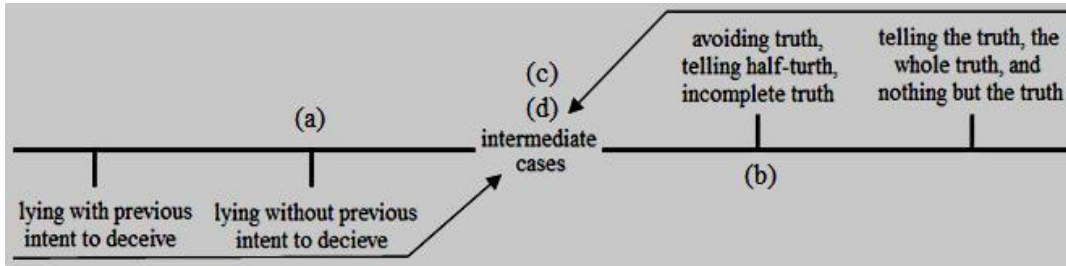 avoiding truth,
telling half-turth,
incomplete truth
telling the truth, the
whole truth, and
nothing but the truth
(c)
(d)
(a)
intermediate
cases
(b)
lying with previous
intent to deceive
lying without previous
intent to decieve